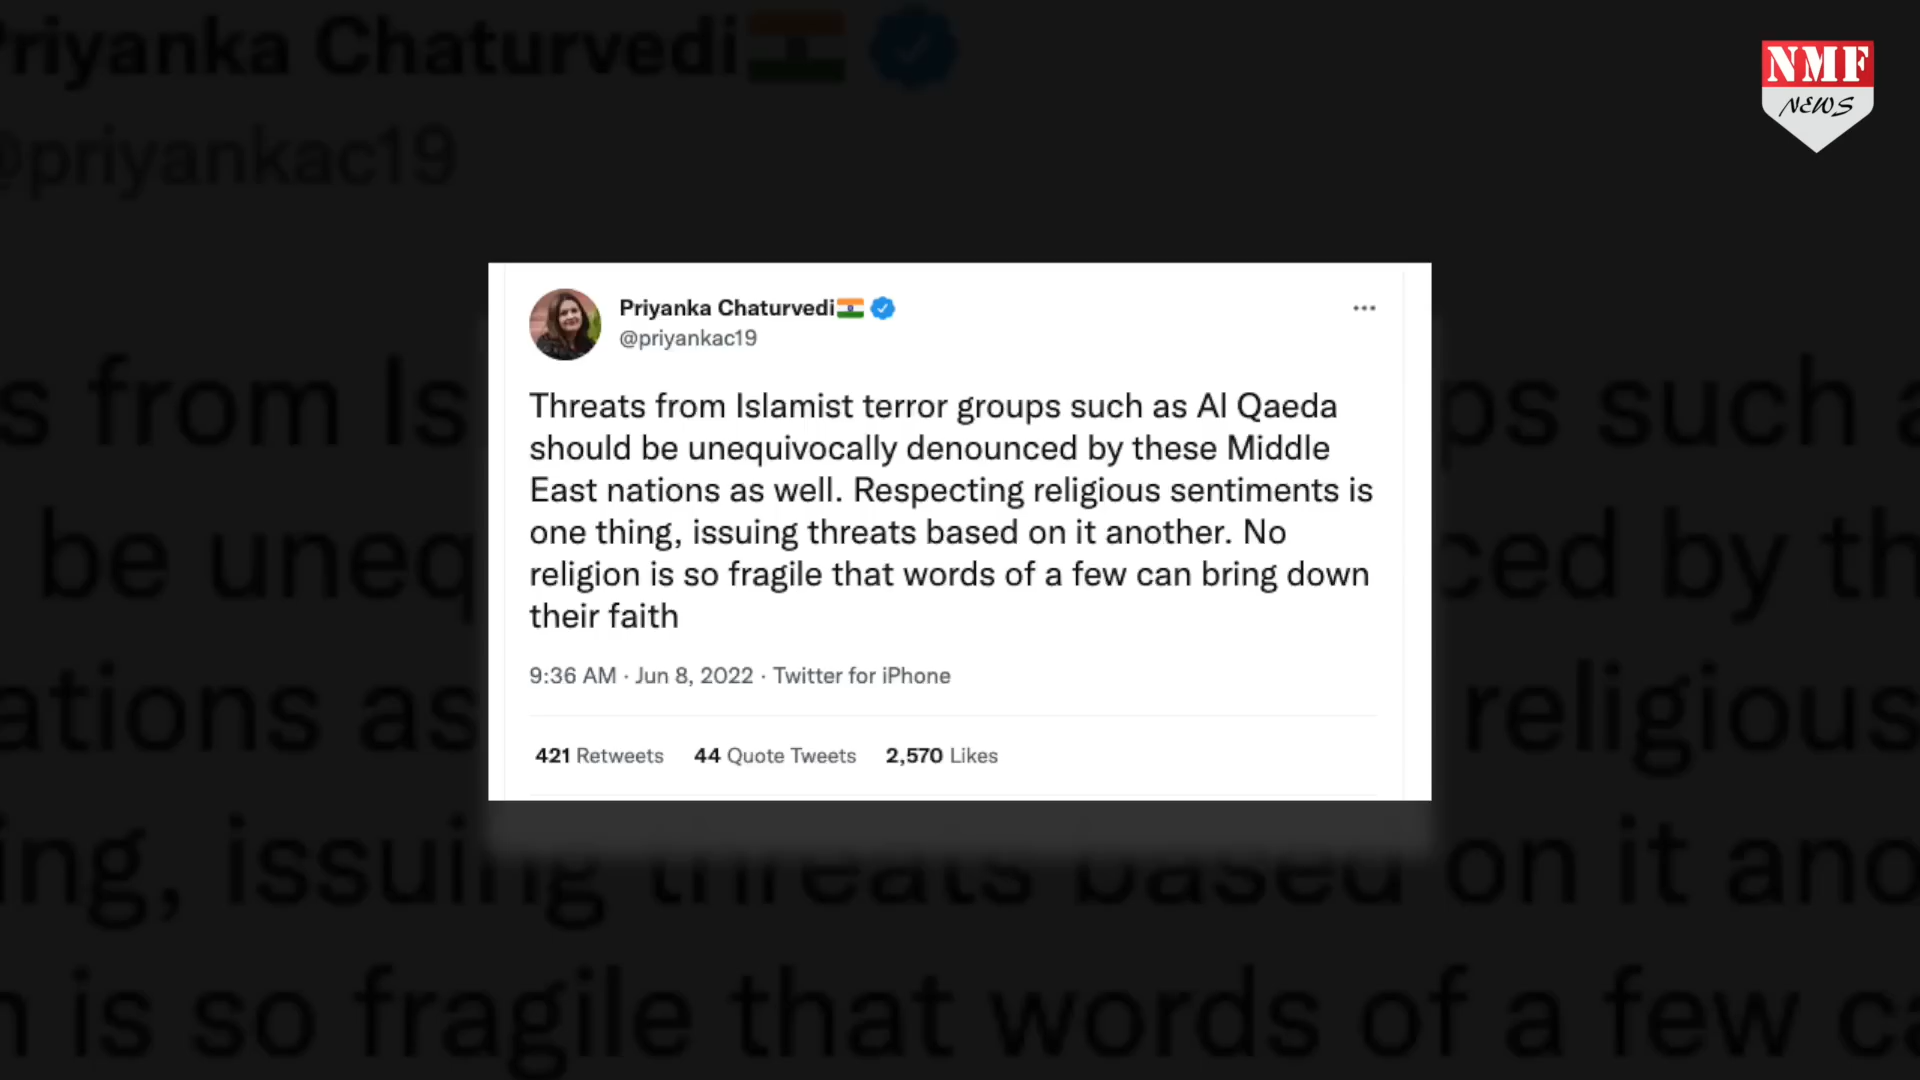 Priyanka Chaturvedi
@priyankac19
NMF
NEWS
Priyanka Chaturvedi
@priyankac19
Threats from Islamist terror groups such as Al Qaeda
should be unequivocally denounced by these Middle
East nations as well. Respecting religious sentiments is
one thing, issuing threats based on it another. No
religion is so fragile that words of a few can bring down
their faith
9:36 AM · Jun 8, 2022 · Twitter for iPhone
421 Retweets 44 Quote Tweets 2,570 Likes